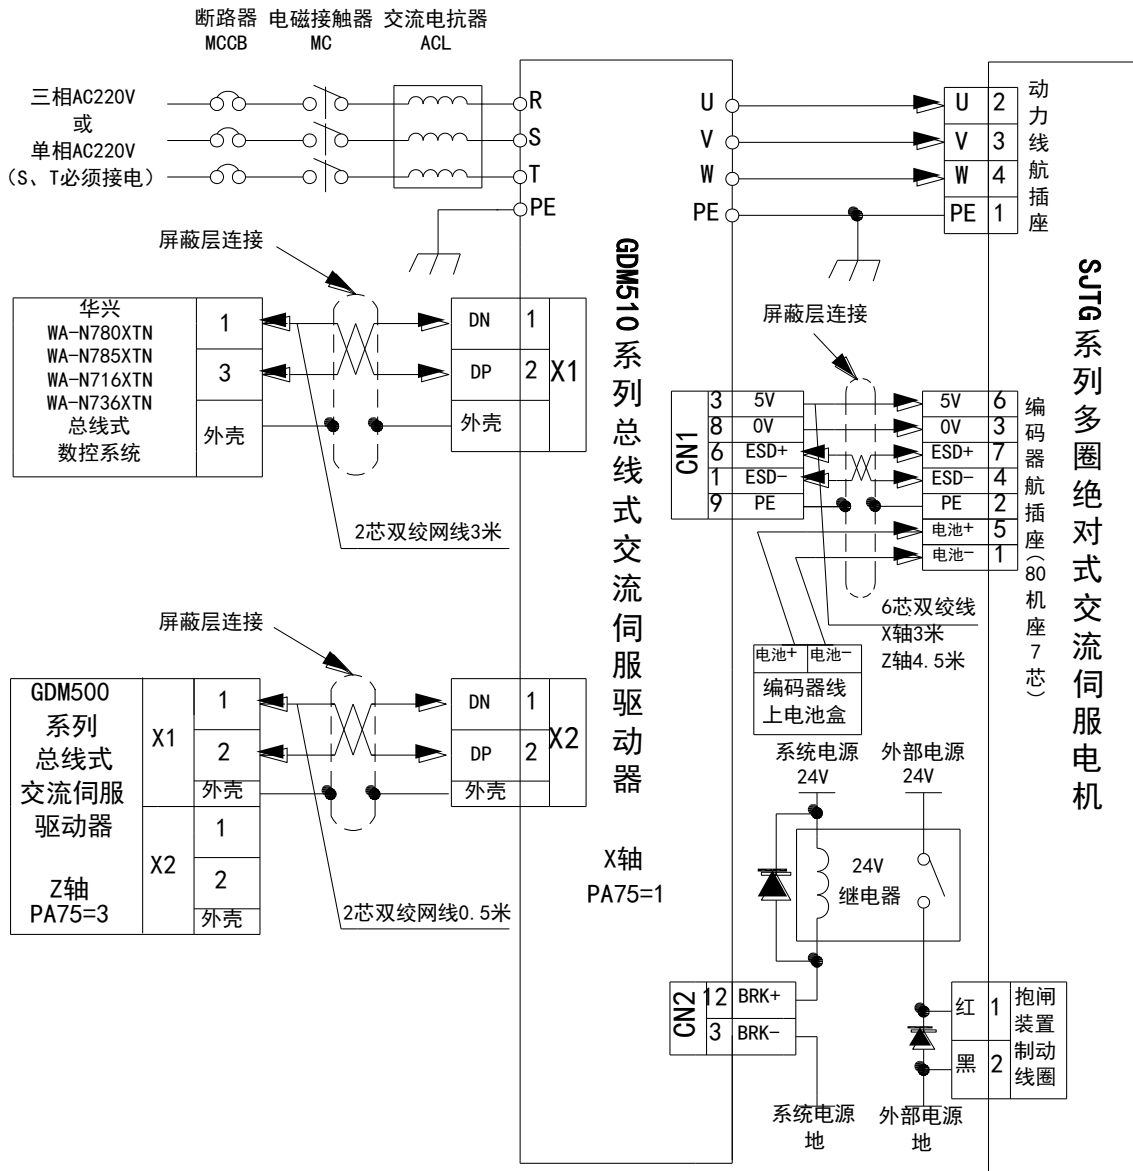 断路器 电磁接触器 交流电抗器
MCCB MC ACL
三相AC220V
或
单相AC220V
(S、T必须接电)
R
S
T
PE
U
V
W
PE
U 2
V 3
W 4
PE 1
动力线航插座
屏蔽层连接
华兴
WA-N780XTN
WA-N785XTN
WA-N716XTN
WA-N736XTN
总线式
数控系统
1
3
外壳
DN 1
DP 2
外壳
X1
2芯双绞网线3米
GDM510系列总线式交流伺服驱动器
X轴
PA75=1
屏蔽层连接
GDM500
系列
总线式
交流伺服
驱动器
Z轴
PA75=3
X1
1
2
外壳
X2
1
2
外壳
DN 1
DP 2
外壳
X2
2芯双绞网线0.5米
屏蔽层连接
CN1
3 5V
8 0V
6 ESD+
1 ESD-
9 PE
5V 6
0V 3
ESD+ 7
ESD- 4
PE 2
电池+ 5
电池- 1
编码器航插座(80机座7芯)
6芯双绞线
X轴3米
Z轴4.5米
电池+ 电池-
编码器线
上电池盒
SJTG系列多圈绝对式交流伺服电机
系统电源
24V
外部电源
24V
24V
继电器
CN2
12 BRK+
3 BRK-
红 1
黑 2
抱闸
装置
制动
线圈
系统电源
地
外部电源
地